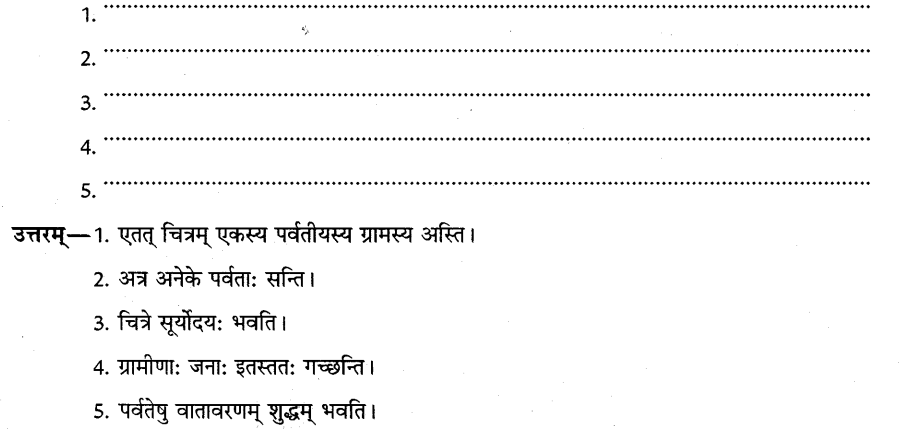 1. ........................................................................
2. ........................................................................
3. ........................................................................
4. ........................................................................
5. ........................................................................
उत्तरम्—1. एतत् चित्रम् एकस्य पर्वतीयस्य ग्रामस्य अस्ति।
2. अत्र अनेके पर्वताः सन्ति।
3. चित्रे सूर्योदयः भवति।
4. ग्रामीणाः जनाः इतस्ततः गच्छन्ति।
5. पर्वतेषु वातावरणम् शुद्धम् भवति।